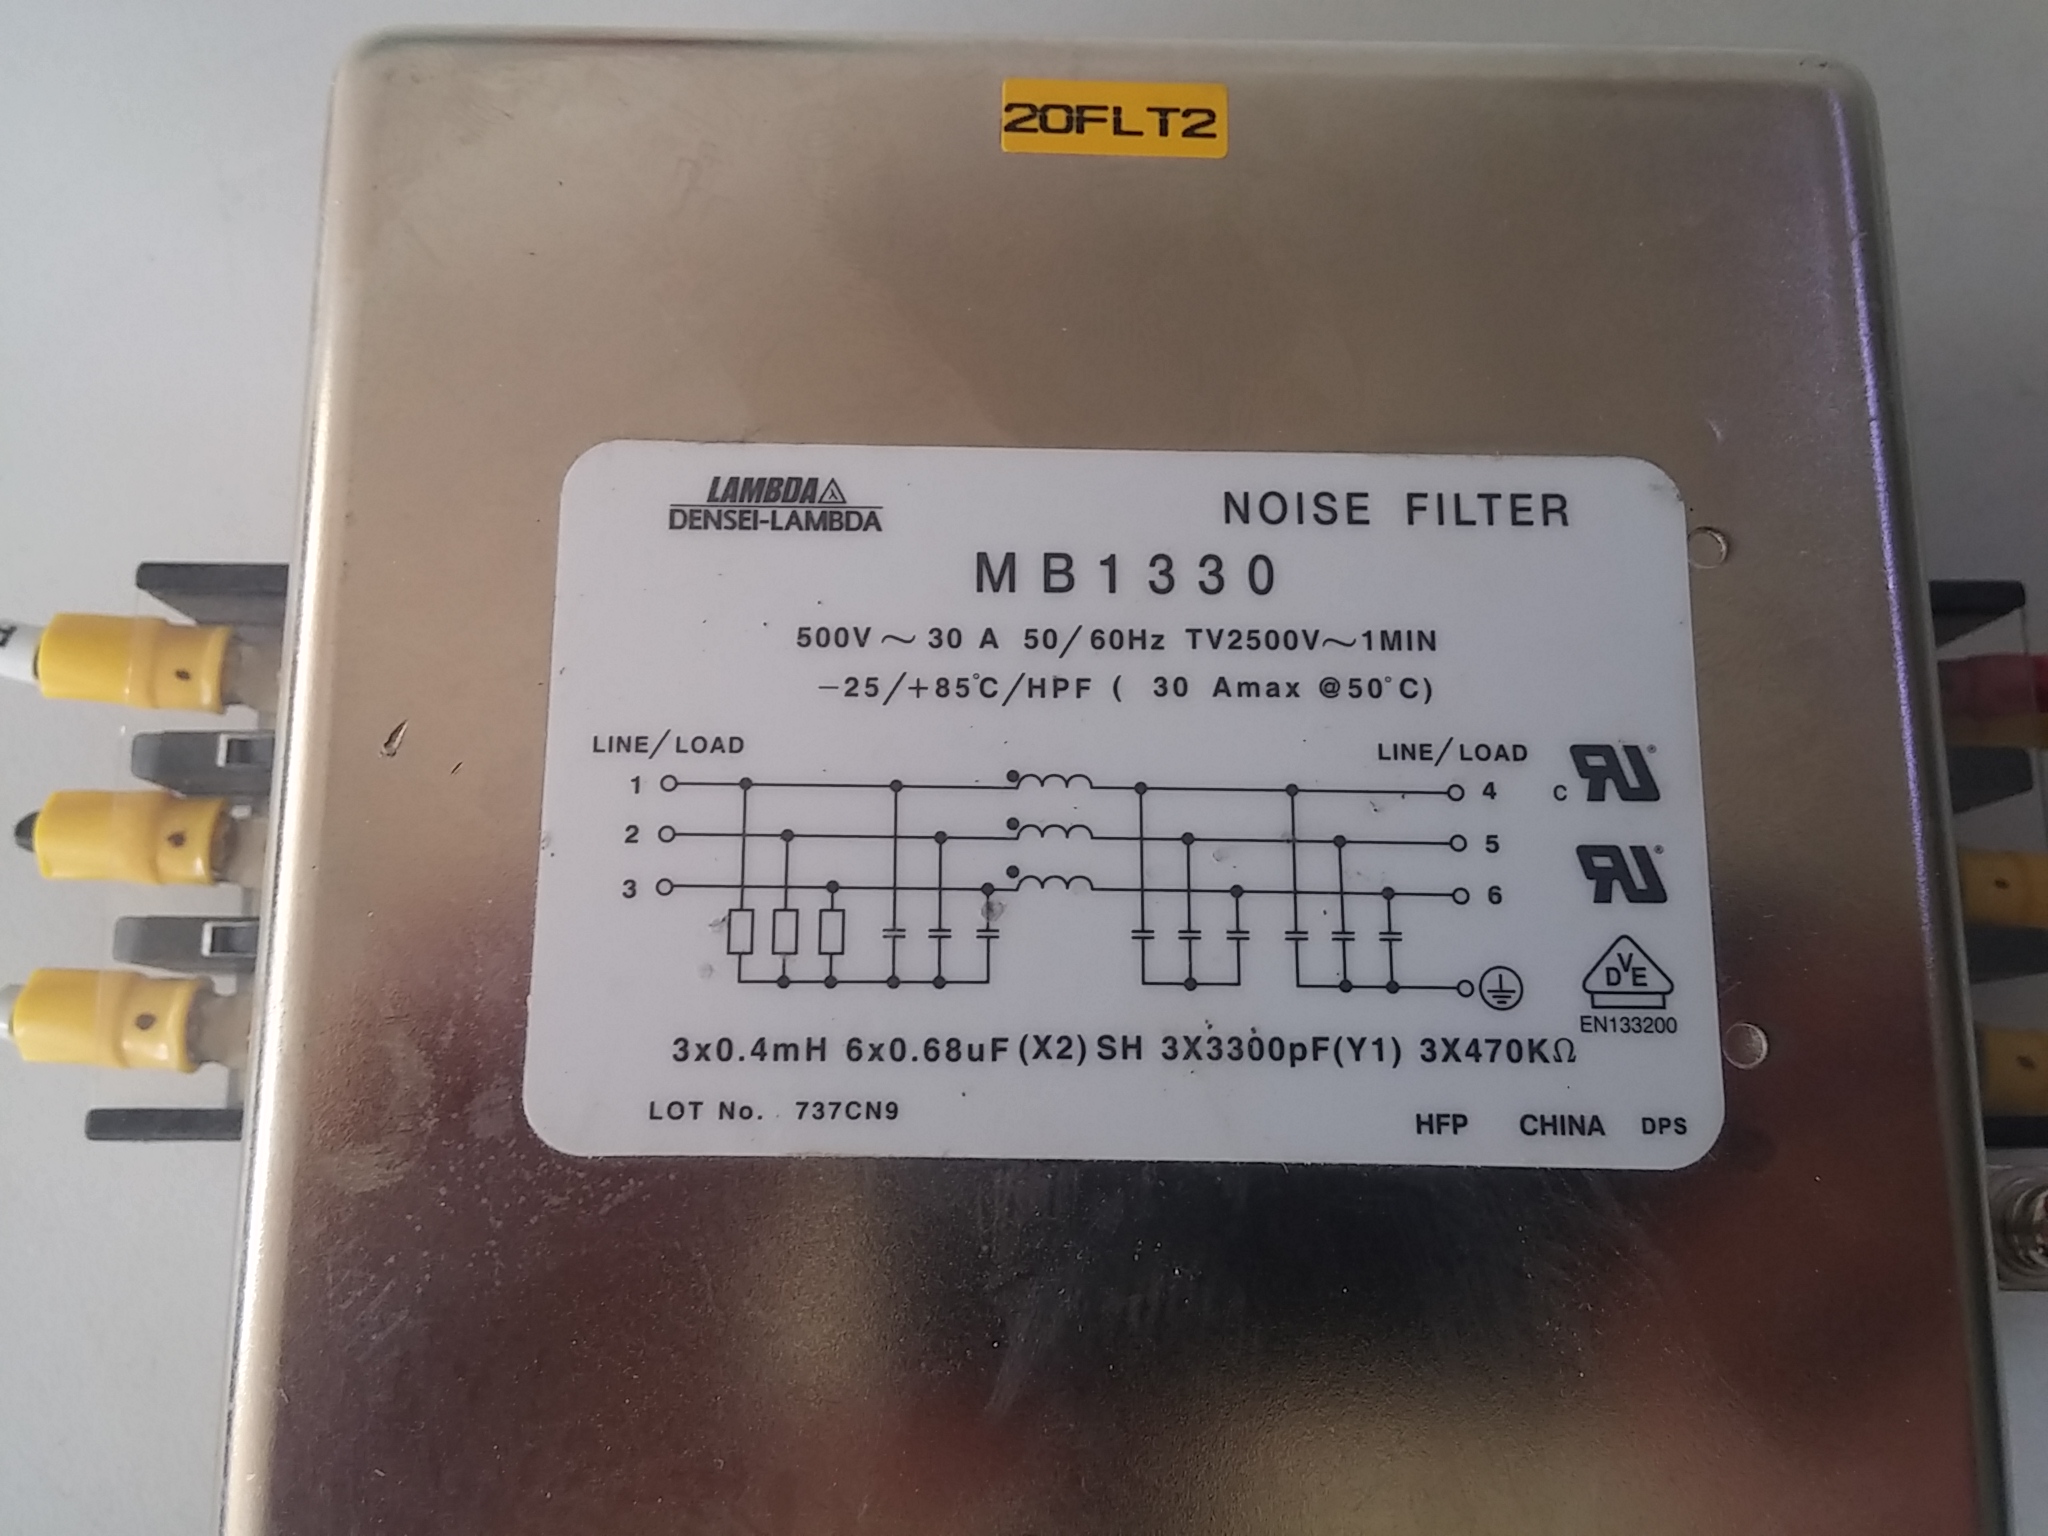 20FLT2
LAMBDA
DENSEI-LAMBDA
NOISE FILTER
MB1330
500V～30 A 50/60Hz TV2500V～1MIN
−25/+85°C/HPF ( 30 Amax @50°C)
LINE/LOAD
LINE/LOAD
1
4
2
5
3
6
c RU®
RU®
DVE
EN133200
3x0.4mH 6x0.68uF(X2)SH 3X3300pF(Y1) 3X470KΩ
LOT No. 737CN9
HFP CHINA DPS